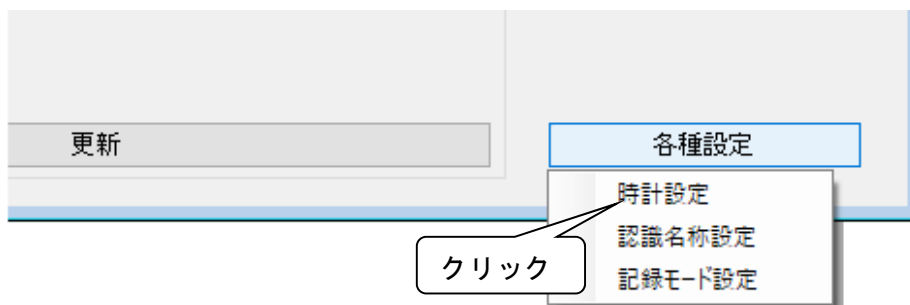 更新
各種設定
時計設定
認識名称設定
記録モード設定
クリック